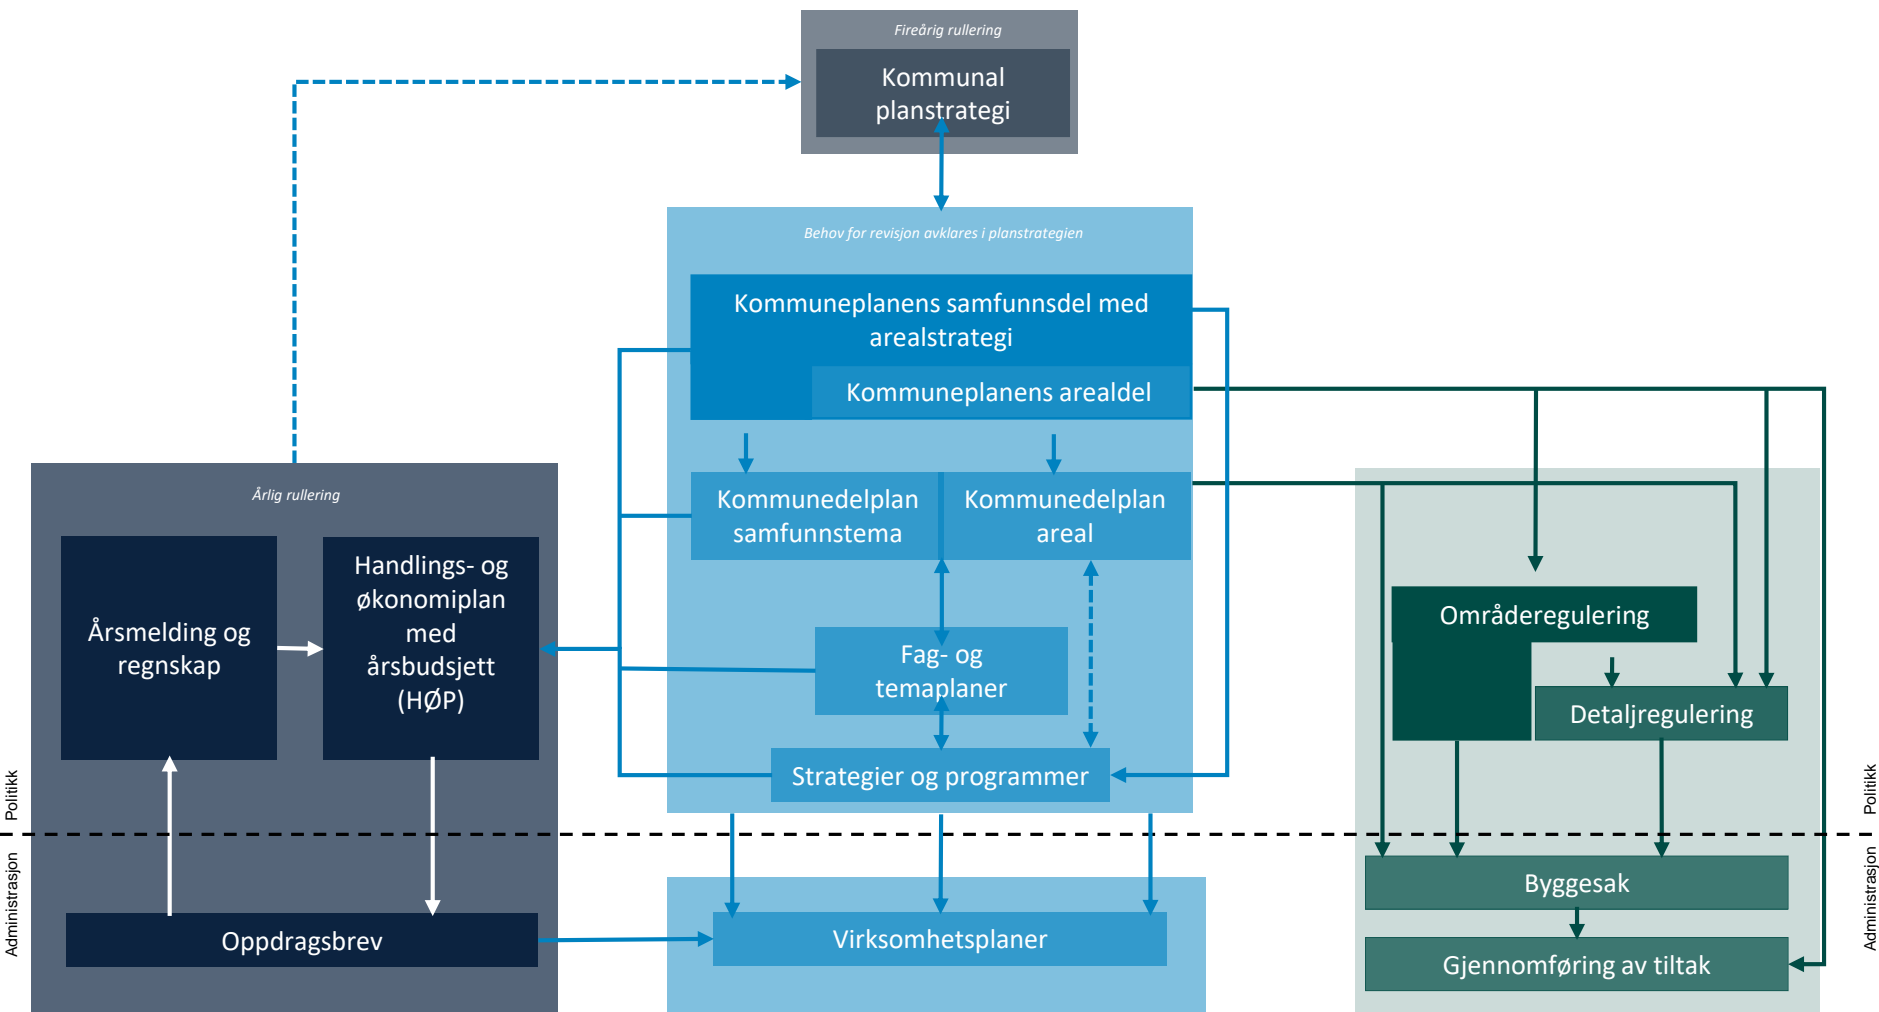 Fireårig rullering
Kommunal
planstrategi
Behov for revisjon avklares i planstrategien
Kommuneplanens samfunnsdel med
arealstrategi
Kommuneplanens arealdel
Kommunedelplan
samfunnstema
Kommunedelplan
areal
Fag- og
temaplaner
Strategier og programmer
Virksomhetsplaner
Årlig rullering
Årsmelding og
regnskap
Handlings- og
økonomiplan
med
årsbudsjett
(HØP)
Oppdragsbrev
Områderegulering
Detaljregulering
Byggesak
Gjennomføring av tiltak
Politikk
Administrasjon
Politikk
Administrasjon